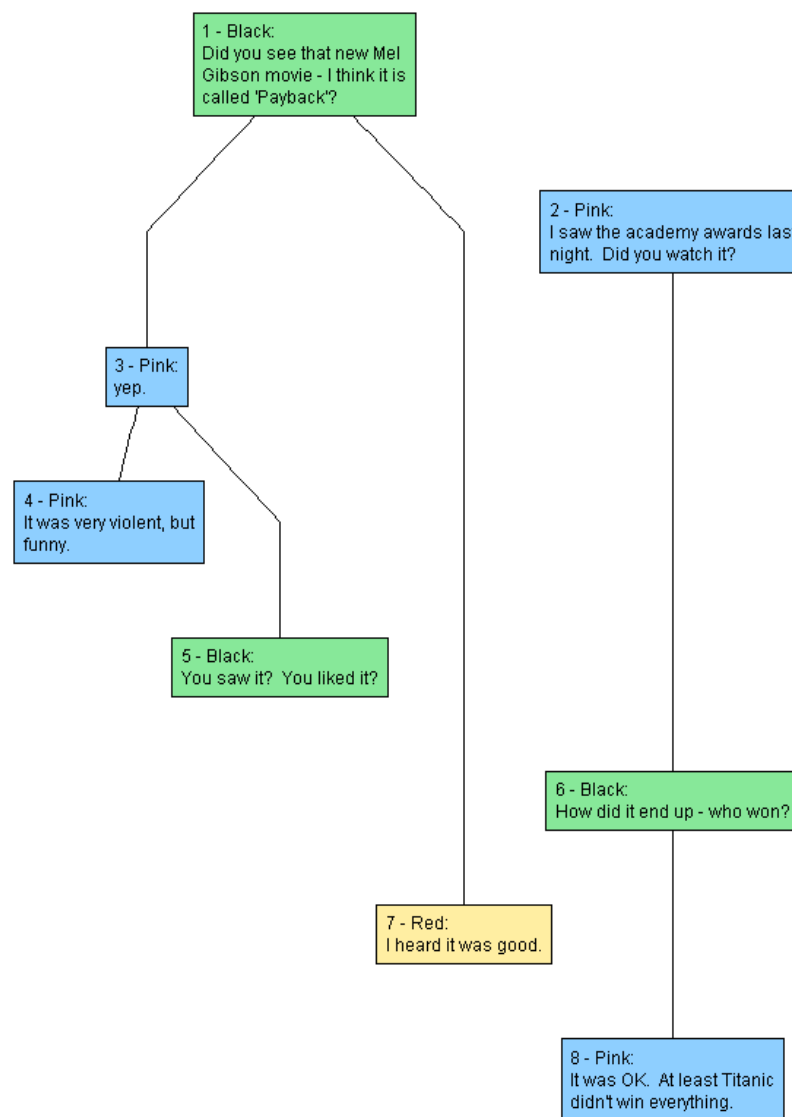 1 - Black:
Did you see that new Mel
Gibson movie - I think it is
called 'Payback'?
2 - Pink:
I saw the academy awards las
night.  Did you watch it?
3 - Pink:
yep.
4 - Pink:
It was very violent, but
funny.
5 - Black:
You saw it?  You liked it?
6 - Black:
How did it end up - who won?
7 - Red:
I heard it was good.
8 - Pink:
It was OK.  At least Titanic
didn't win everything.